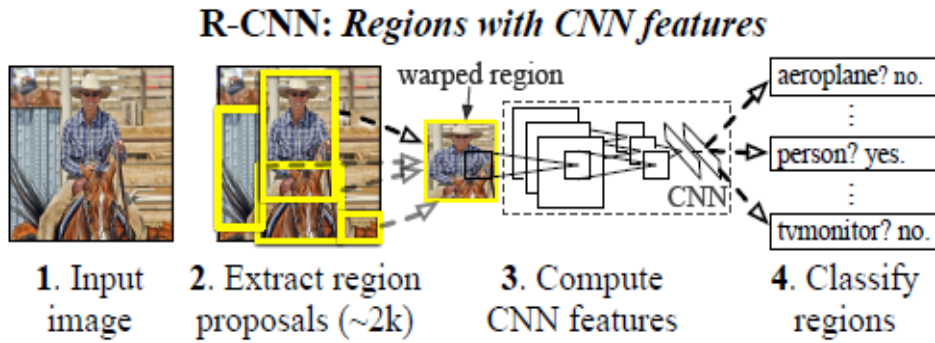 R-CNN: Regions with CNN features
warped region
aeroplane? no.
person? yes.
tvmonitor? no.
CNN
1. Input
image
2. Extract region
proposals (~2k)
3. Compute
CNN features
4. Classify
regions